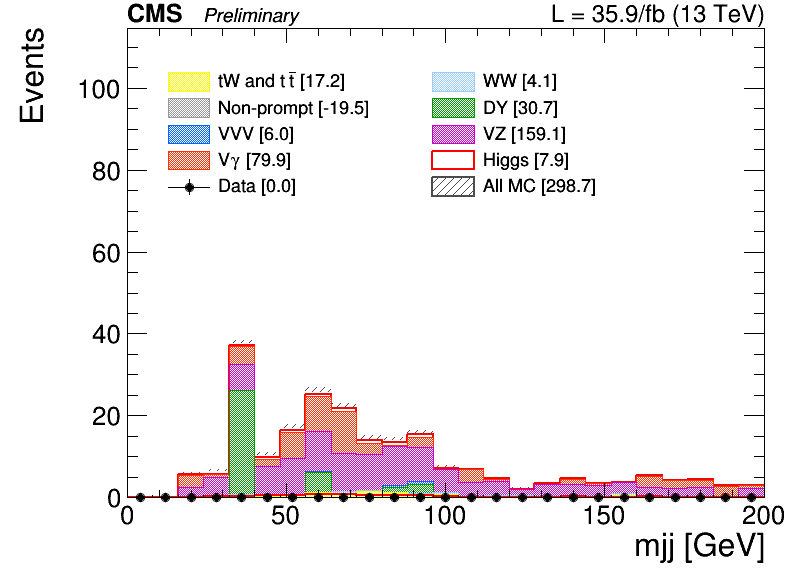 CMS Preliminary L = 35.9/fb (13 TeV)
Events
tW and tt̅ [17.2] WW [4.1]
Non-prompt [-19.5] DY [30.7]
VVV [6.0] VZ [159.1]
Vγ [79.9] Higgs [7.9]
Data [0.0] All MC [298.7]
100
80
60
40
20
0
0 50 100 150 200
mjj [GeV]